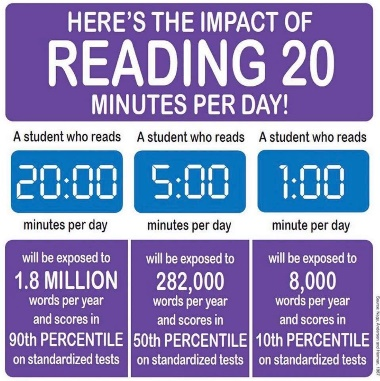 HERE'S THE IMPACT OF
READING 20
MINUTES PER DAY!
A student who reads
20:00
minutes per day
will be exposed to
1.8 MILLION
words per year
and scores in
90th PERCENTILE
on standardized tests
A student who reads
5:00
minutes per day
will be exposed to
282,000
words per year
and scores in
50th PERCENTILE
on standardized tests
A student who reads
1:00
minute per day
will be exposed to
8,000
words per year
and scores in
10th PERCENTILE
on standardized tests